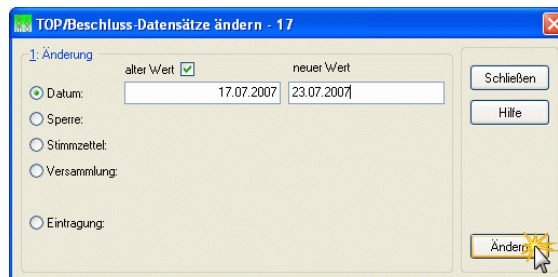 TOP/Beschluss-Datensätze ändern - 17
1: Änderung
alter Wert neuer Wert
Datum: 17.07.2007 23.07.2007
Sperre:
Stimmzettel:
Versammlung:
Eintragung:
Schließen
Hilfe
Ändern